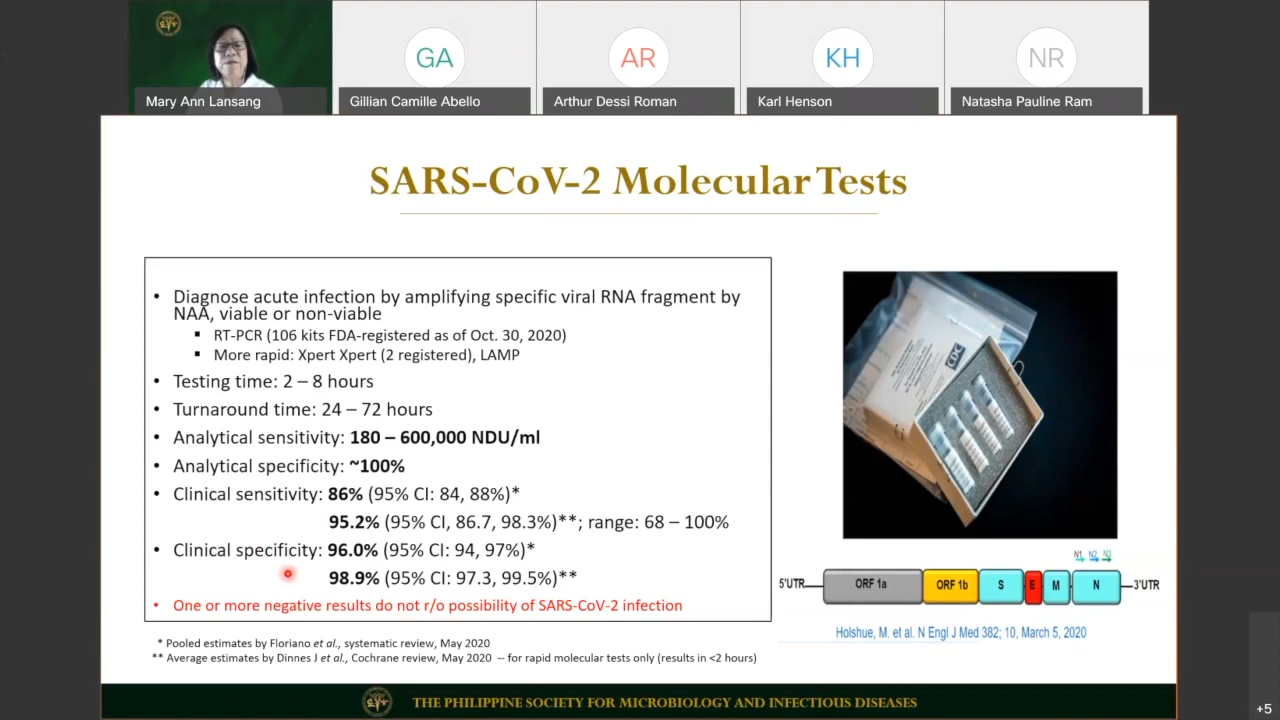 GA
AR
KH
NR
Mary Ann Lansang
Gillian Camille Abello
Arthur Dessi Roman
Karl Henson
Natasha Pauline Ram
SARS-CoV-2 Molecular Tests
• Diagnose acute infection by amplifying specific viral RNA fragment by
NAA, viable or non-viable
▪ RT-PCR (106 kits FDA-registered as of Oct. 30, 2020)
▪ More rapid: Xpert Xpert (2 registered), LAMP
• Testing time: 2 – 8 hours
• Turnaround time: 24 – 72 hours
• Analytical sensitivity: 180 – 600,000 NDU/ml
• Analytical specificity: ~100%
• Clinical sensitivity: 86% (95% CI: 84, 88%)*
95.2% (95% CI, 86.7, 98.3%)**; range: 68 – 100%
• Clinical specificity: 96.0% (95% CI: 94, 97%)*
98.9% (95% CI: 97.3, 99.5%)**
• One or more negative results do not r/o possibility of SARS-CoV-2 infection
* Pooled estimates by Floriano et al., systematic review, May 2020
** Average estimates by Dinnes J et al., Cochrane review, May 2020 -- for rapid molecular tests only (results in <2 hours)
CDC
N1 N2 N3
5'UTR ORF 1a ORF 1b S E M N 3'UTR
Holshue, M. et al. N Engl J Med 382; 10, March 5, 2020
THE PHILIPPINE SOCIETY FOR MICROBIOLOGY AND INFECTIOUS DISEASES
+5